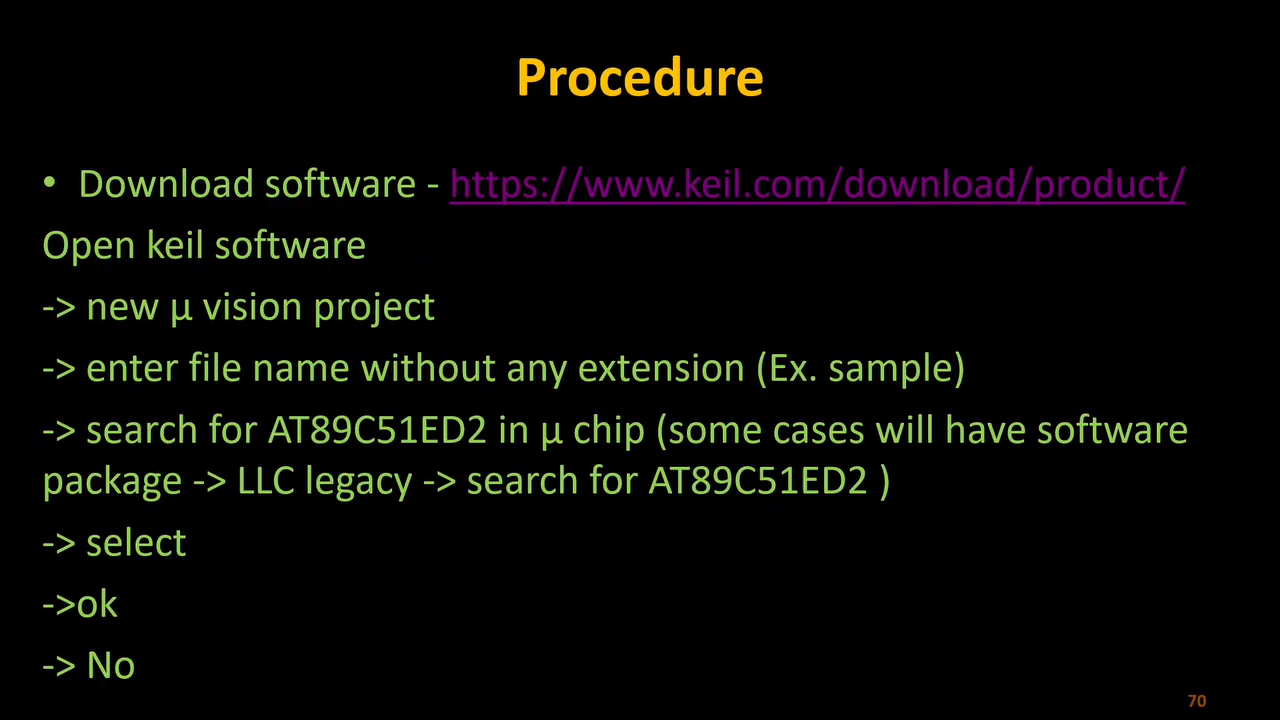 Procedure
• Download software - https://www.keil.com/download/product/
Open keil software
-> new µ vision project
-> enter file name without any extension (Ex. sample)
-> search for AT89C51ED2 in µ chip (some cases will have software
package -> LLC legacy -> search for AT89C51ED2 )
-> select
->ok
-> No
70